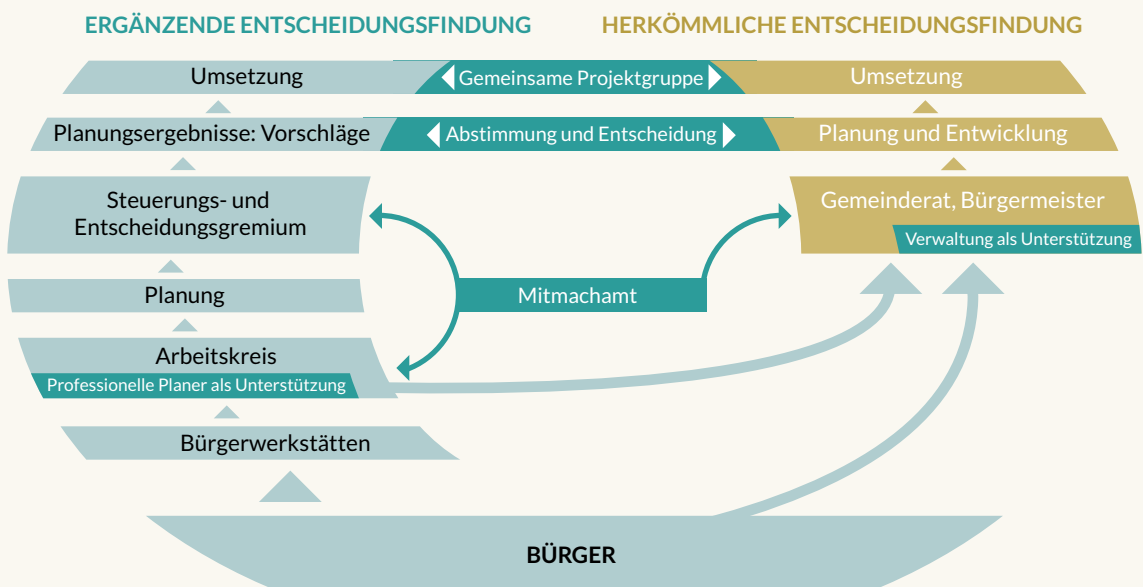 ERGÄNZENDE ENTSCHEIDUNGSFINDUNG
HERKÖMMLICHE ENTSCHEIDUNGSFINDUNG
Umsetzung
Gemeinsame Projektgruppe
Umsetzung
Planungsergebnisse: Vorschläge
Abstimmung und Entscheidung
Planung und Entwicklung
Steuerungs- und
Entscheidungsgremium
Gemeinderat, Bürgermeister
Verwaltung als Unterstützung
Planung
Mitmachamt
Arbeitskreis
Professionelle Planer als Unterstützung
Bürgerwerkstätten
BÜRGER